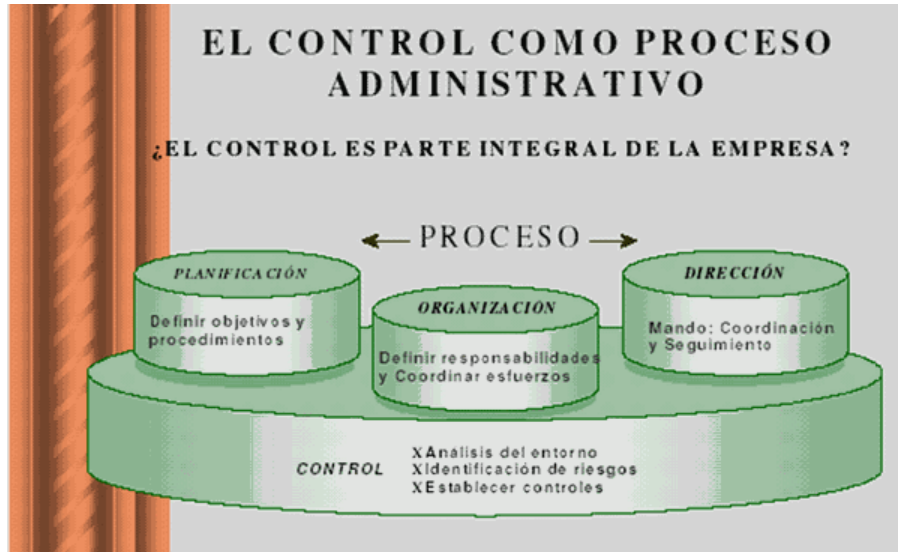 EL CONTROL COMO PROCESO
ADMINISTRATIVO
¿EL CONTROL ES PARTE INTEGRAL DE LA EMPRESA?
PROCESO
PLANIFICACIÓN
Definir objetivos y
procedimientos
ORGANIZACIÓN
Definir responsabilidades
y Coordinar esfuerzos
DIRECCIÓN
Mando: Coordinación
y Seguimiento
CONTROL
XAnálisis del entorno
XIdentificación de riesgos
XEstablecer controles